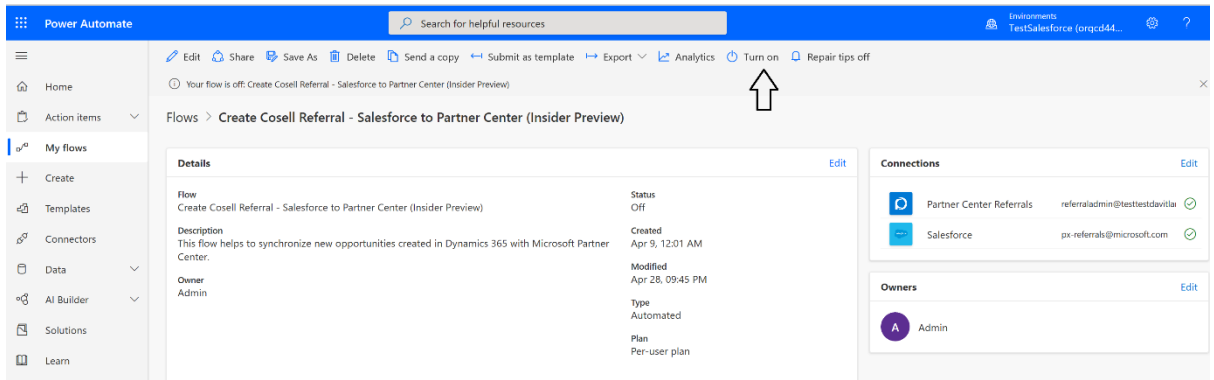 Power Automate
Search for helpful resources
Environments
TestSalesforce (orgcd44...
?
Edit Share Save As Delete Send a copy Submit as template Export Analytics Turn on Repair tips off
Your flow is off: Create Cosell Referral - Salesforce to Partner Center (Insider Preview)
Home
Action items
My flows
Create
Templates
Connectors
Data
AI Builder
Solutions
Learn
Flows > Create Cosell Referral - Salesforce to Partner Center (Insider Preview)
Details Edit
Flow
Create Cosell Referral - Salesforce to Partner Center (Insider Preview)
Description
This flow helps to synchronize new opportunities created in Dynamics 365 with Microsoft Partner
Center.
Owner
Admin
Status
Off
Created
Apr 9, 12:01 AM
Modified
Apr 28, 09:45 PM
Type
Automated
Plan
Per-user plan
Connections Edit
Partner Center Referrals referraladmin@testtestdavitlar
Salesforce px-referrals@microsoft.com
Owners Edit
A Admin